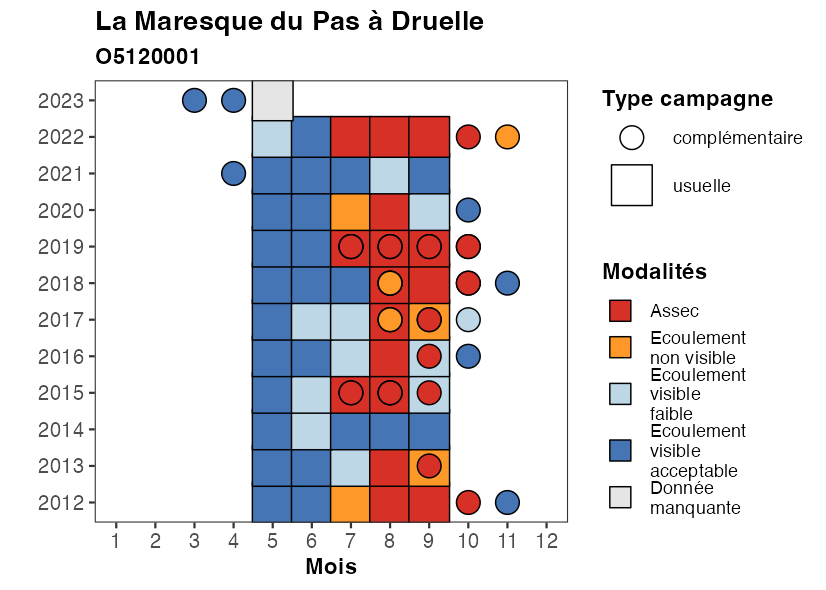 La Maresque du Pas à Druelle
O5120001
2023
2022
2021
2020
2019
2018
2017
2016
2015
2014
2013
2012
1 2 3 4 5 6 7 8 9 10 11 12
Mois
Type campagne
complémentaire
usuelle
Modalités
Assec
Ecoulement
non visible
Ecoulement
visible
faible
Ecoulement
visible
acceptable
Donnée
manquante